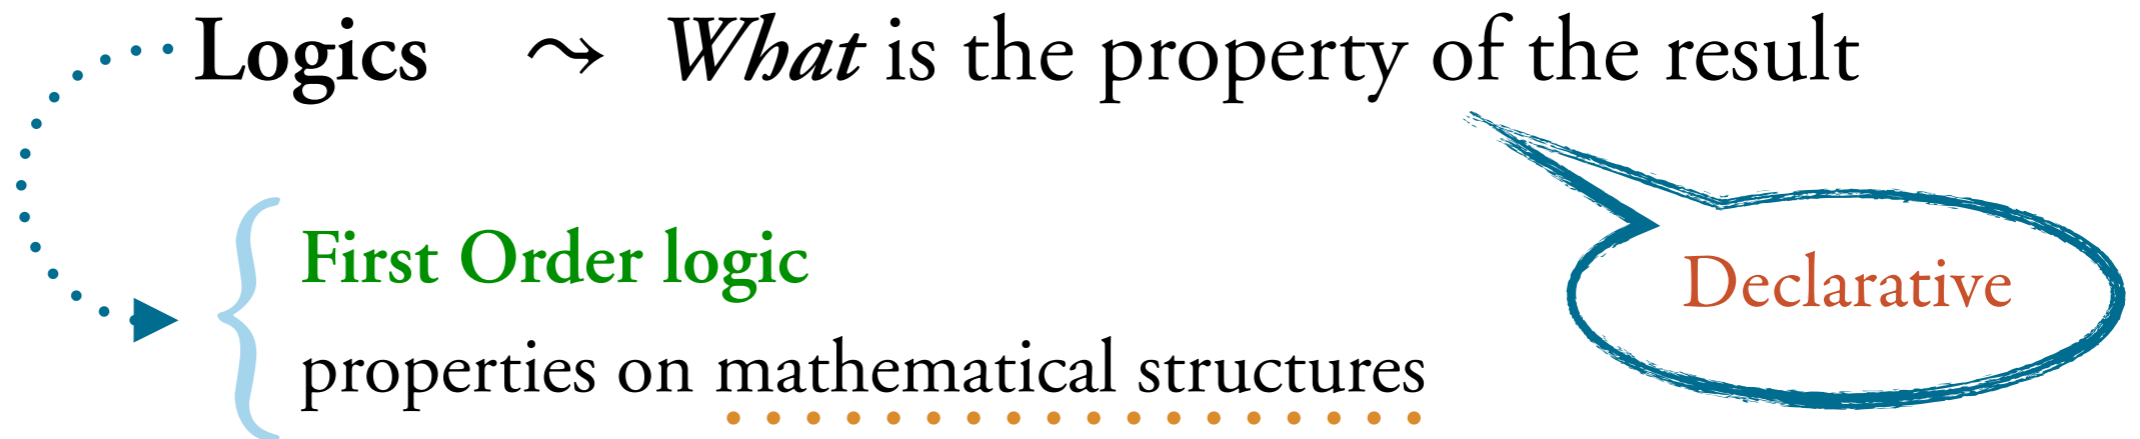 Logics ⤳ What is the property of the result
First Order logic
Declarative
properties on mathematical structures